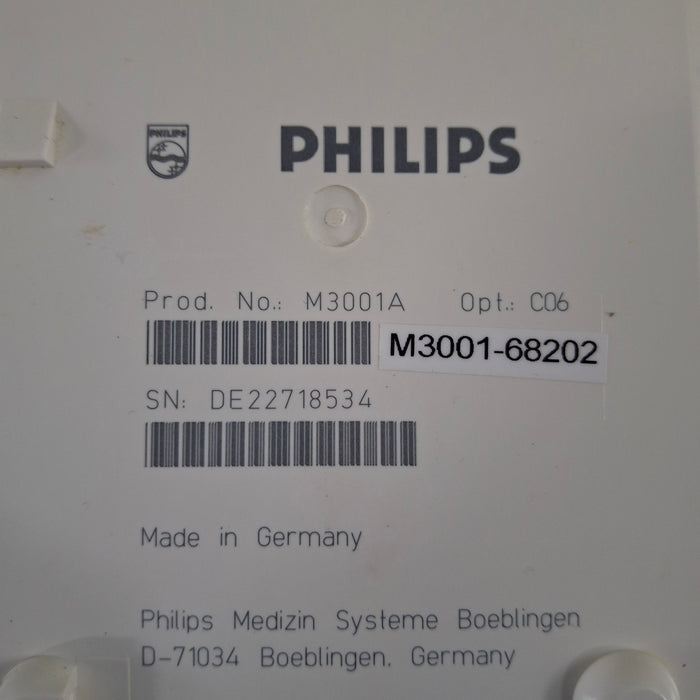 PHILIPS
PHILIPS
Prod. No.: M3001A Opt.: C06
M3001-68202
SN: DE22718534
Made in Germany
Philips Medizin Systeme Boeblingen
D-71034 Boeblingen, Germany